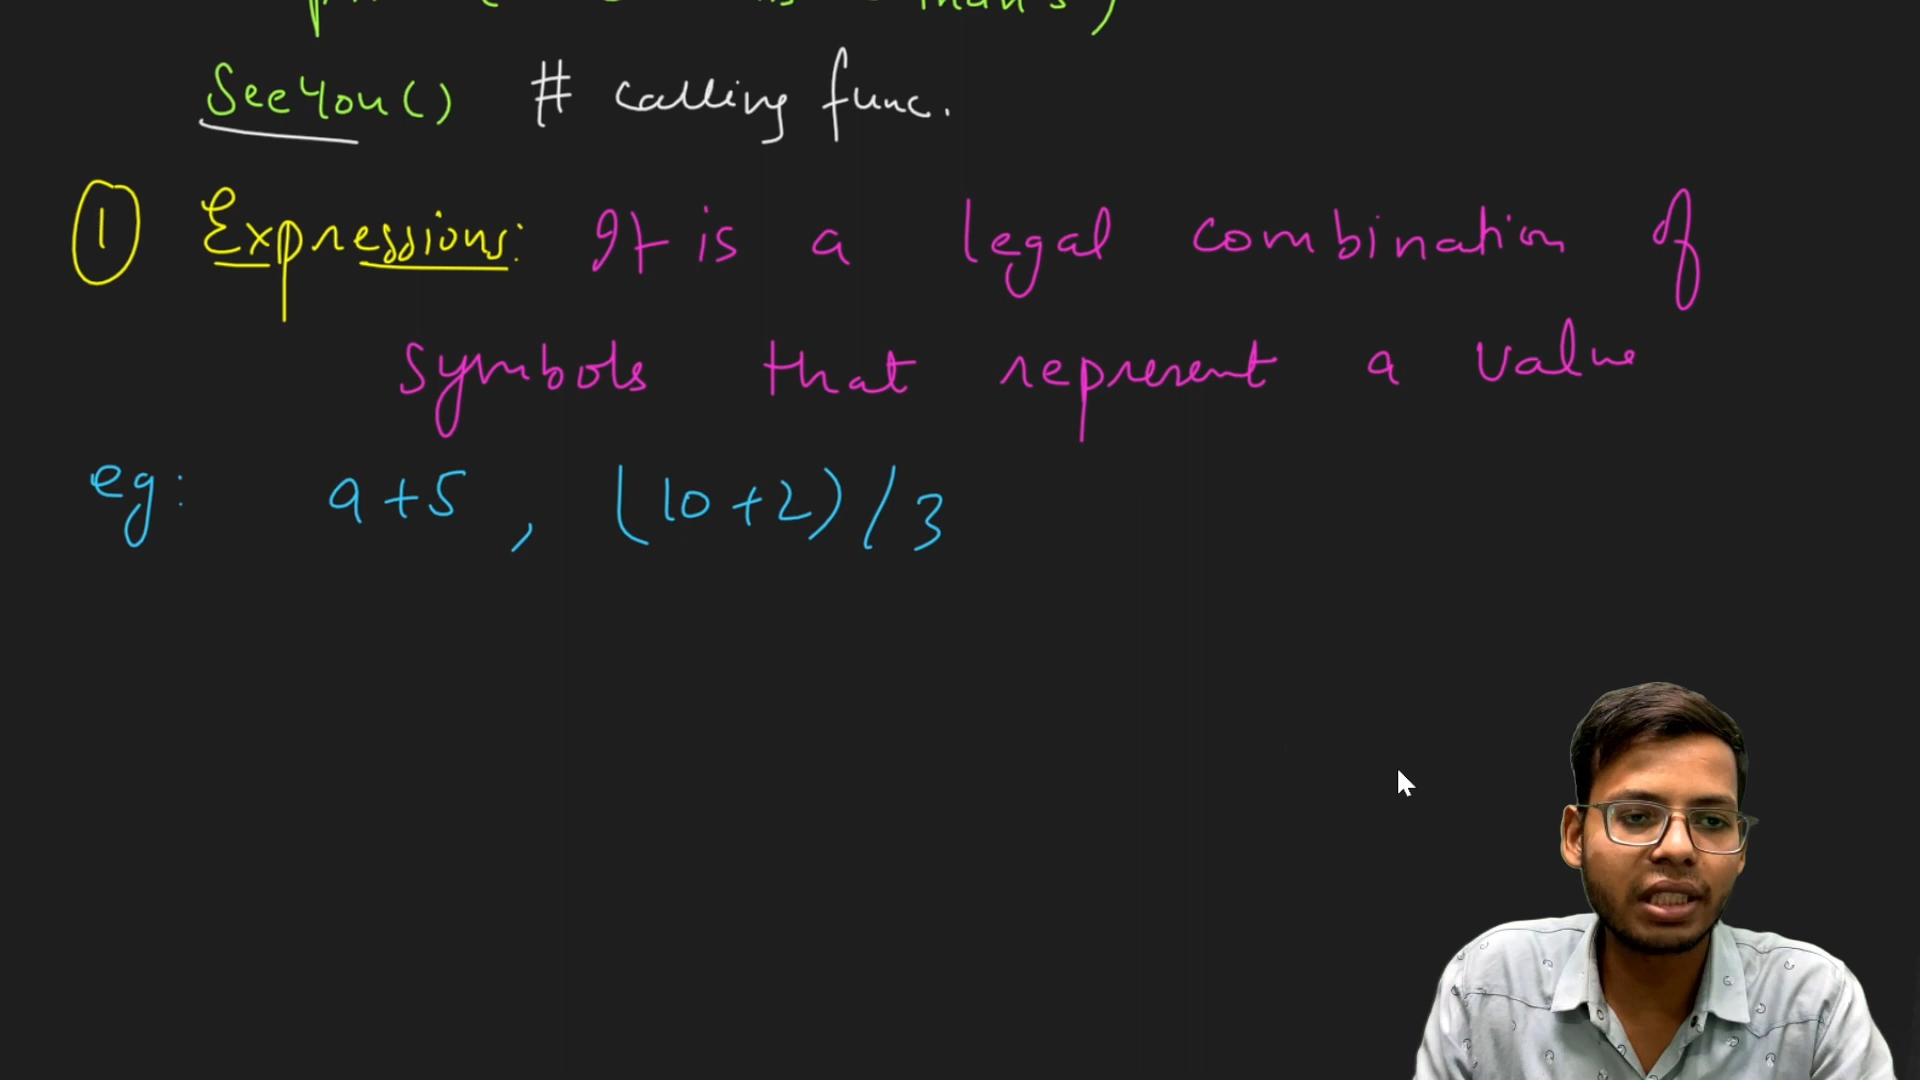 SeeYou() # calling func.
① Expressions: It is a legal combination of
symbols that represent a value
eg: a+5 , (10+2)/3